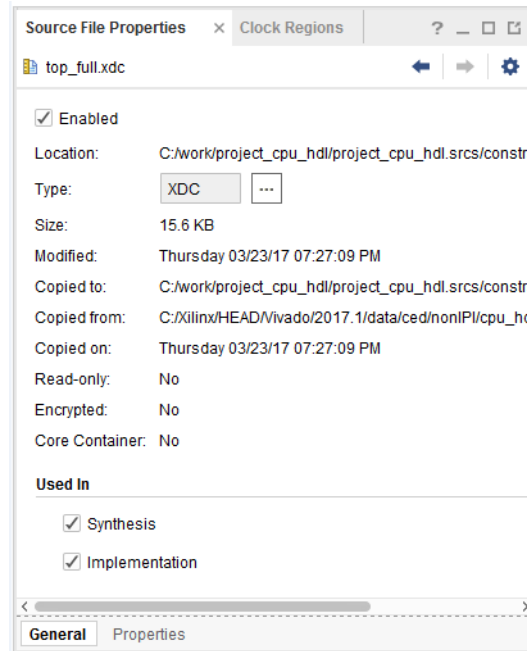 Source File Properties × Clock Regions ?
top_full.xdc
Enabled
Location: C:/work/project_cpu_hdl/project_cpu_hdl.srcs/constr
Type: XDC ...
Size: 15.6 KB
Modified: Thursday 03/23/17 07:27:09 PM
Copied to: C:/work/project_cpu_hdl/project_cpu_hdl.srcs/constr
Copied from: C:/Xilinx/HEAD/Vivado/2017.1/data/ced/nonIPI/cpu_hd
Copied on: Thursday 03/23/17 07:27:09 PM
Read-only: No
Encrypted: No
Core Container: No
Used In
Synthesis
Implementation
General Properties